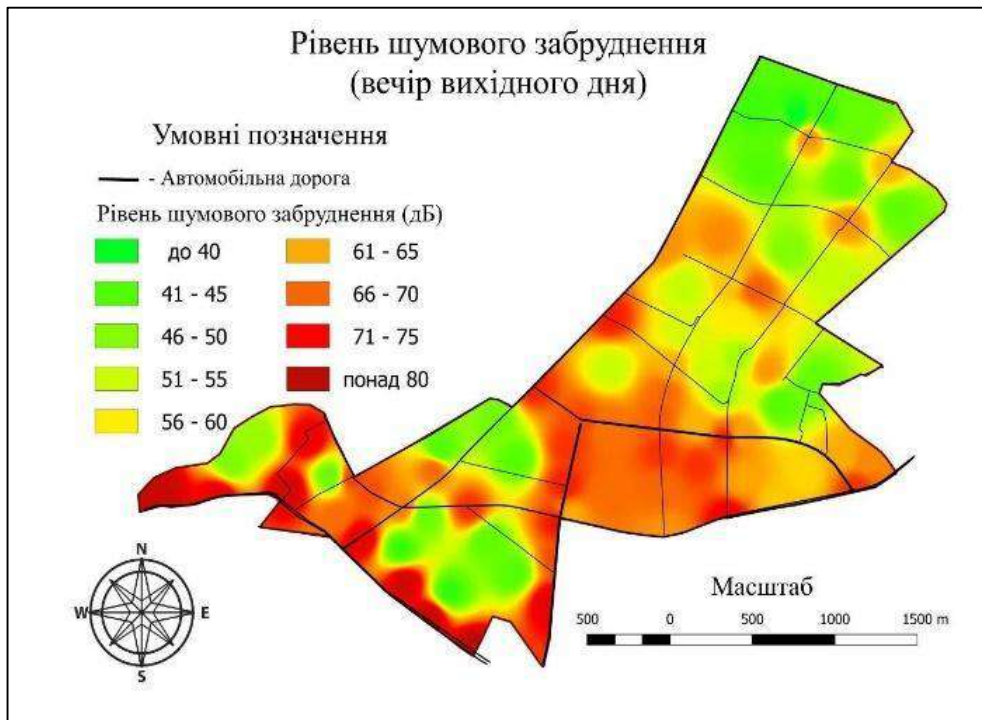 Рівень шумового забруднення
(вечір вихідного дня)
Умовні позначення
- Автомобільна дорога
Рівень шумового забруднення (дБ)
до 40
41 - 45
46 - 50
51 - 55
56 - 60
61 - 65
66 - 70
71 - 75
понад 80
N
W
E
S
Масштаб
500 0 500 1000 1500 m